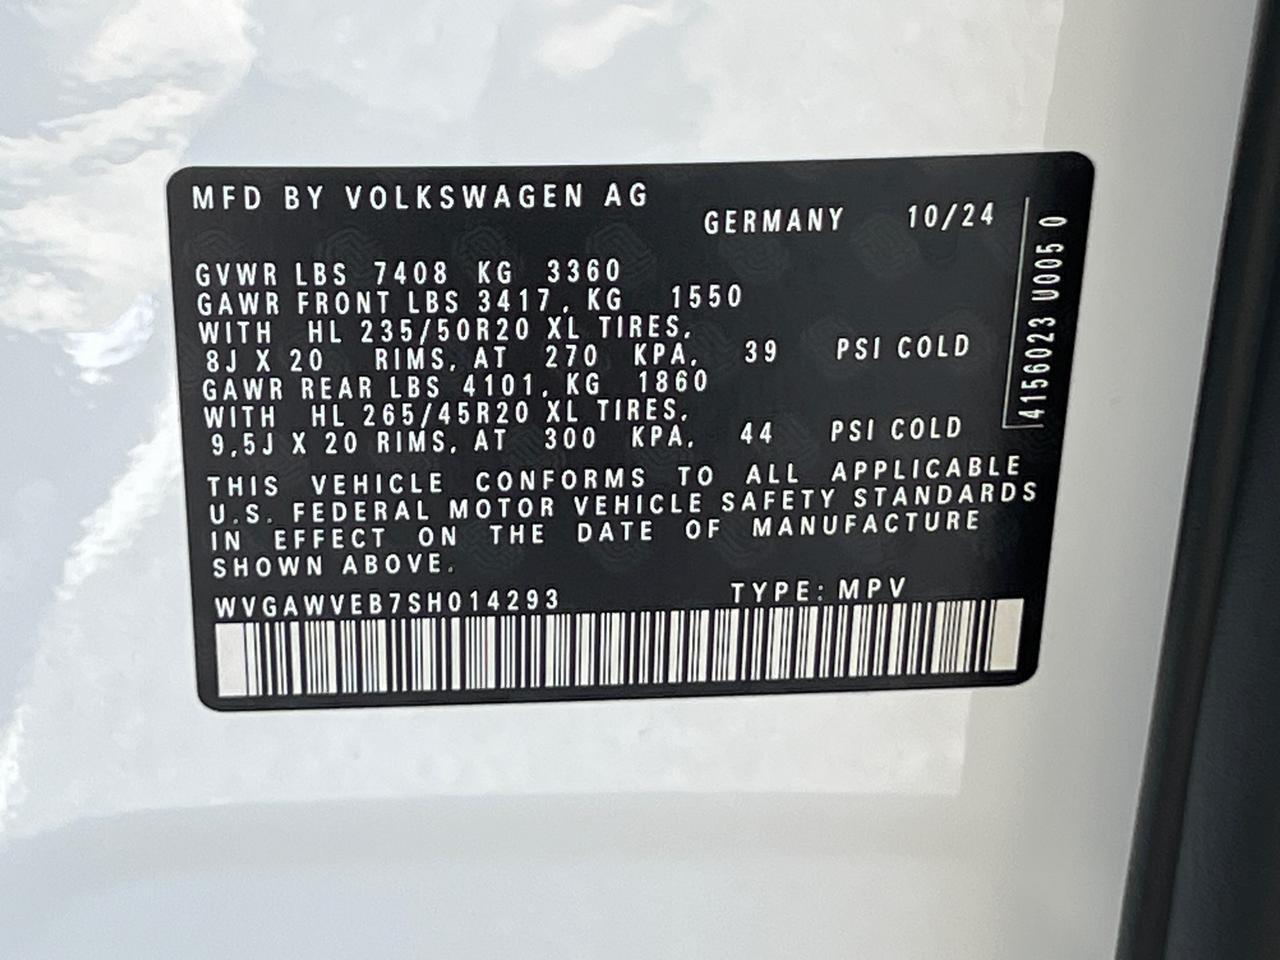 MFD BY VOLKSWAGEN AG
GERMANY 10/24
GVWR LBS 7408 KG 3360
GAWR FRONT LBS 3417, KG 1550
WITH HL 235/50R20 XL TIRES,
8J X 20 RIMS, AT 270 KPA, 39 PSI COLD
GAWR REAR LBS 4101, KG 1860
WITH HL 265/45R20 XL TIRES,
9,5J X 20 RIMS, AT 300 KPA, 44 PSI COLD
THIS VEHICLE CONFORMS TO ALL APPLICABLE
U.S. FEDERAL MOTOR VEHICLE SAFETY STANDARDS
IN EFFECT ON THE DATE OF MANUFACTURE
SHOWN ABOVE.
WVGAWVEB7SH014293 TYPE: MPV
4156023 U005 0